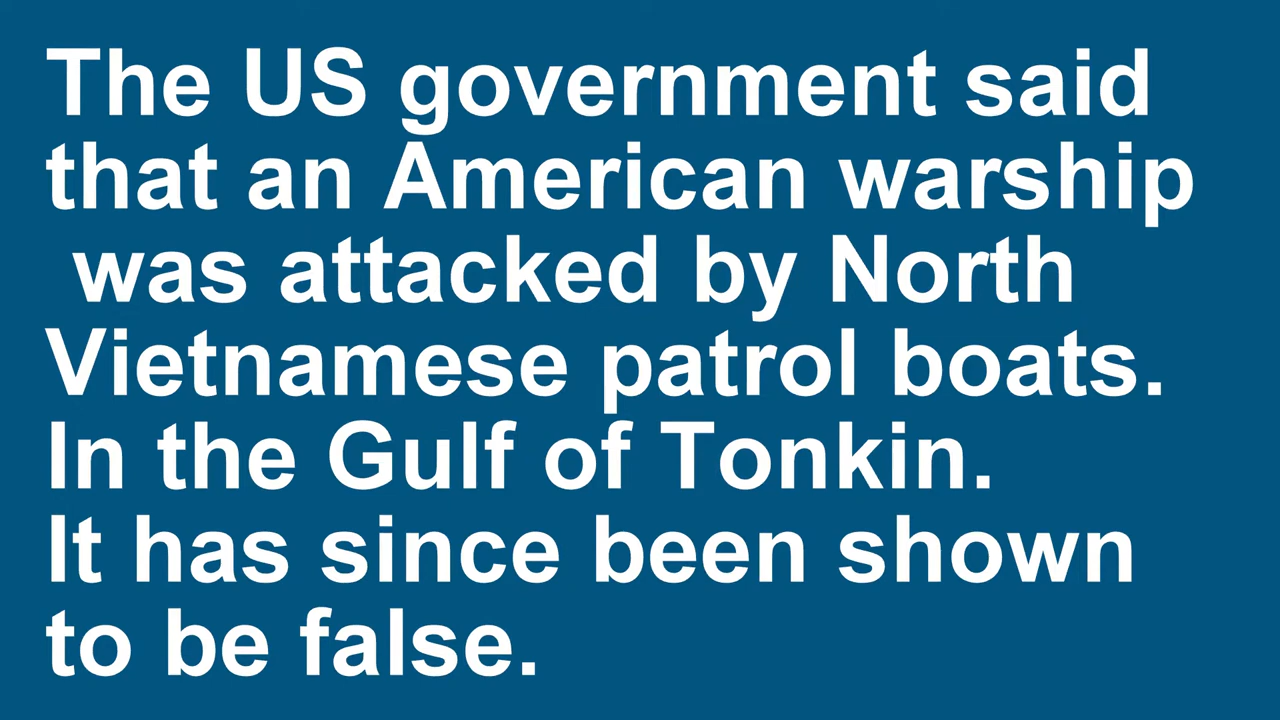 The US government said
that an American warship
was attacked by North
Vietnamese patrol boats.
In the Gulf of Tonkin.
It has since been shown
to be false.